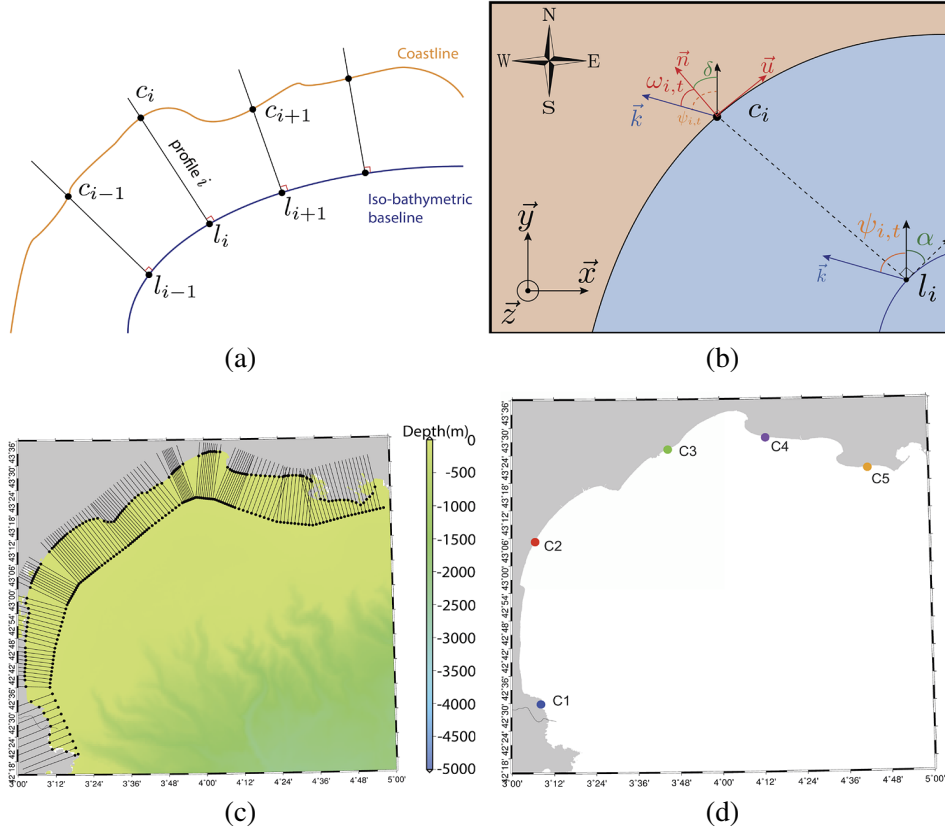 Coastline
c_i
c_{i+1}
c_{i-1}
profile i
Iso-bathymetric
baseline
l_{i+1}
l_i
l_{i-1}
(a)
N
W E
S
\vec{n} δ \vec{u}
ω_{i,t}
\vec{k} ψ_{i,t} c_i
\vec{y} ψ_{i,t} α
\vec{x} \vec{k} l_i
\vec{z}
(b)
Depth(m)
0
-500
-1000
-1500
-2000
-2500
-3000
-3500
-4000
-4500
-5000
43˚36'
43˚30'
43˚24'
43˚18'
43˚12'
43˚06'
43˚00'
42˚54'
42˚48'
42˚42'
42˚36'
42˚30'
42˚24'
42˚18'
3˚00' 3˚12' 3˚24' 3˚36' 3˚48' 4˚00' 4˚12' 4˚24' 4˚36' 4˚48' 5˚00'
(c)
43˚36'
43˚30'
43˚24'
43˚18'
43˚12'
43˚06'
43˚00'
42˚54'
42˚48'
42˚42'
42˚36'
42˚30'
42˚24'
42˚18'
C4
C3
C5
C2
C1
3˚00' 3˚12' 3˚24' 3˚36' 3˚48' 4˚00' 4˚12' 4˚24' 4˚36' 4˚48' 5˚00'
(d)